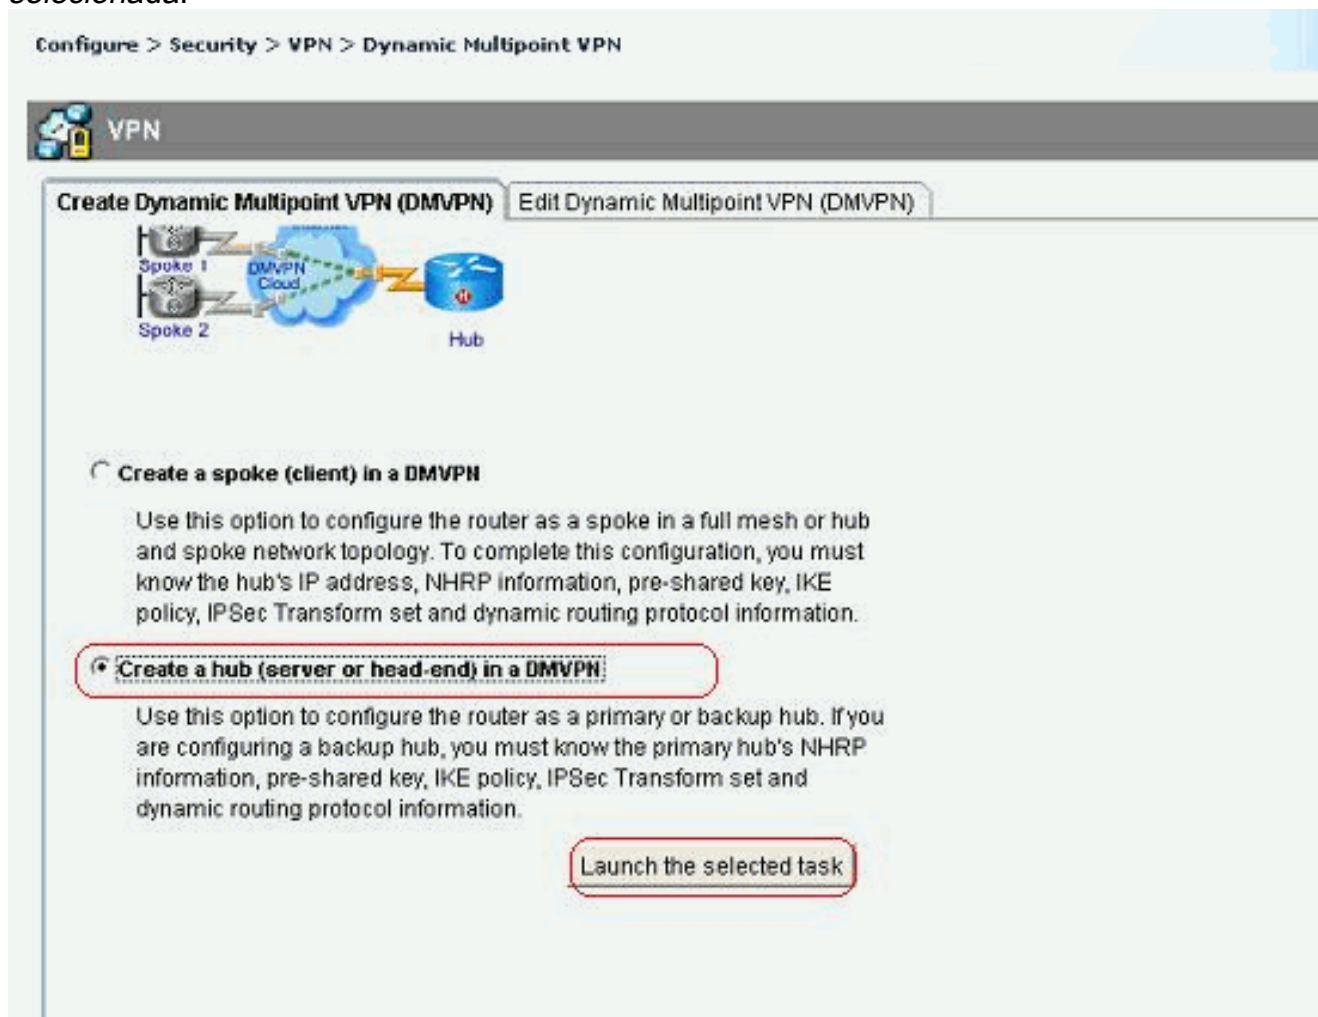 selecionada.
Configure > Security > VPN > Dynamic Multipoint VPN
VPN
Create Dynamic Multipoint VPN (DMVPN)
Edit Dynamic Multipoint VPN (DMVPN)
Spoke 1
DMVPN
Cloud
Spoke 2
Hub
Create a spoke (client) in a DMVPN
Use this option to configure the router as a spoke in a full mesh or hub
and spoke network topology. To complete this configuration, you must
know the hub's IP address, NHRP information, pre-shared key, IKE
policy, IPSec Transform set and dynamic routing protocol information.
Create a hub (server or head-end) in a DMVPN
Use this option to configure the router as a primary or backup hub. If you
are configuring a backup hub, you must know the primary hub's NHRP
information, pre-shared key, IKE policy, IPSec Transform set and
dynamic routing protocol information.
Launch the selected task